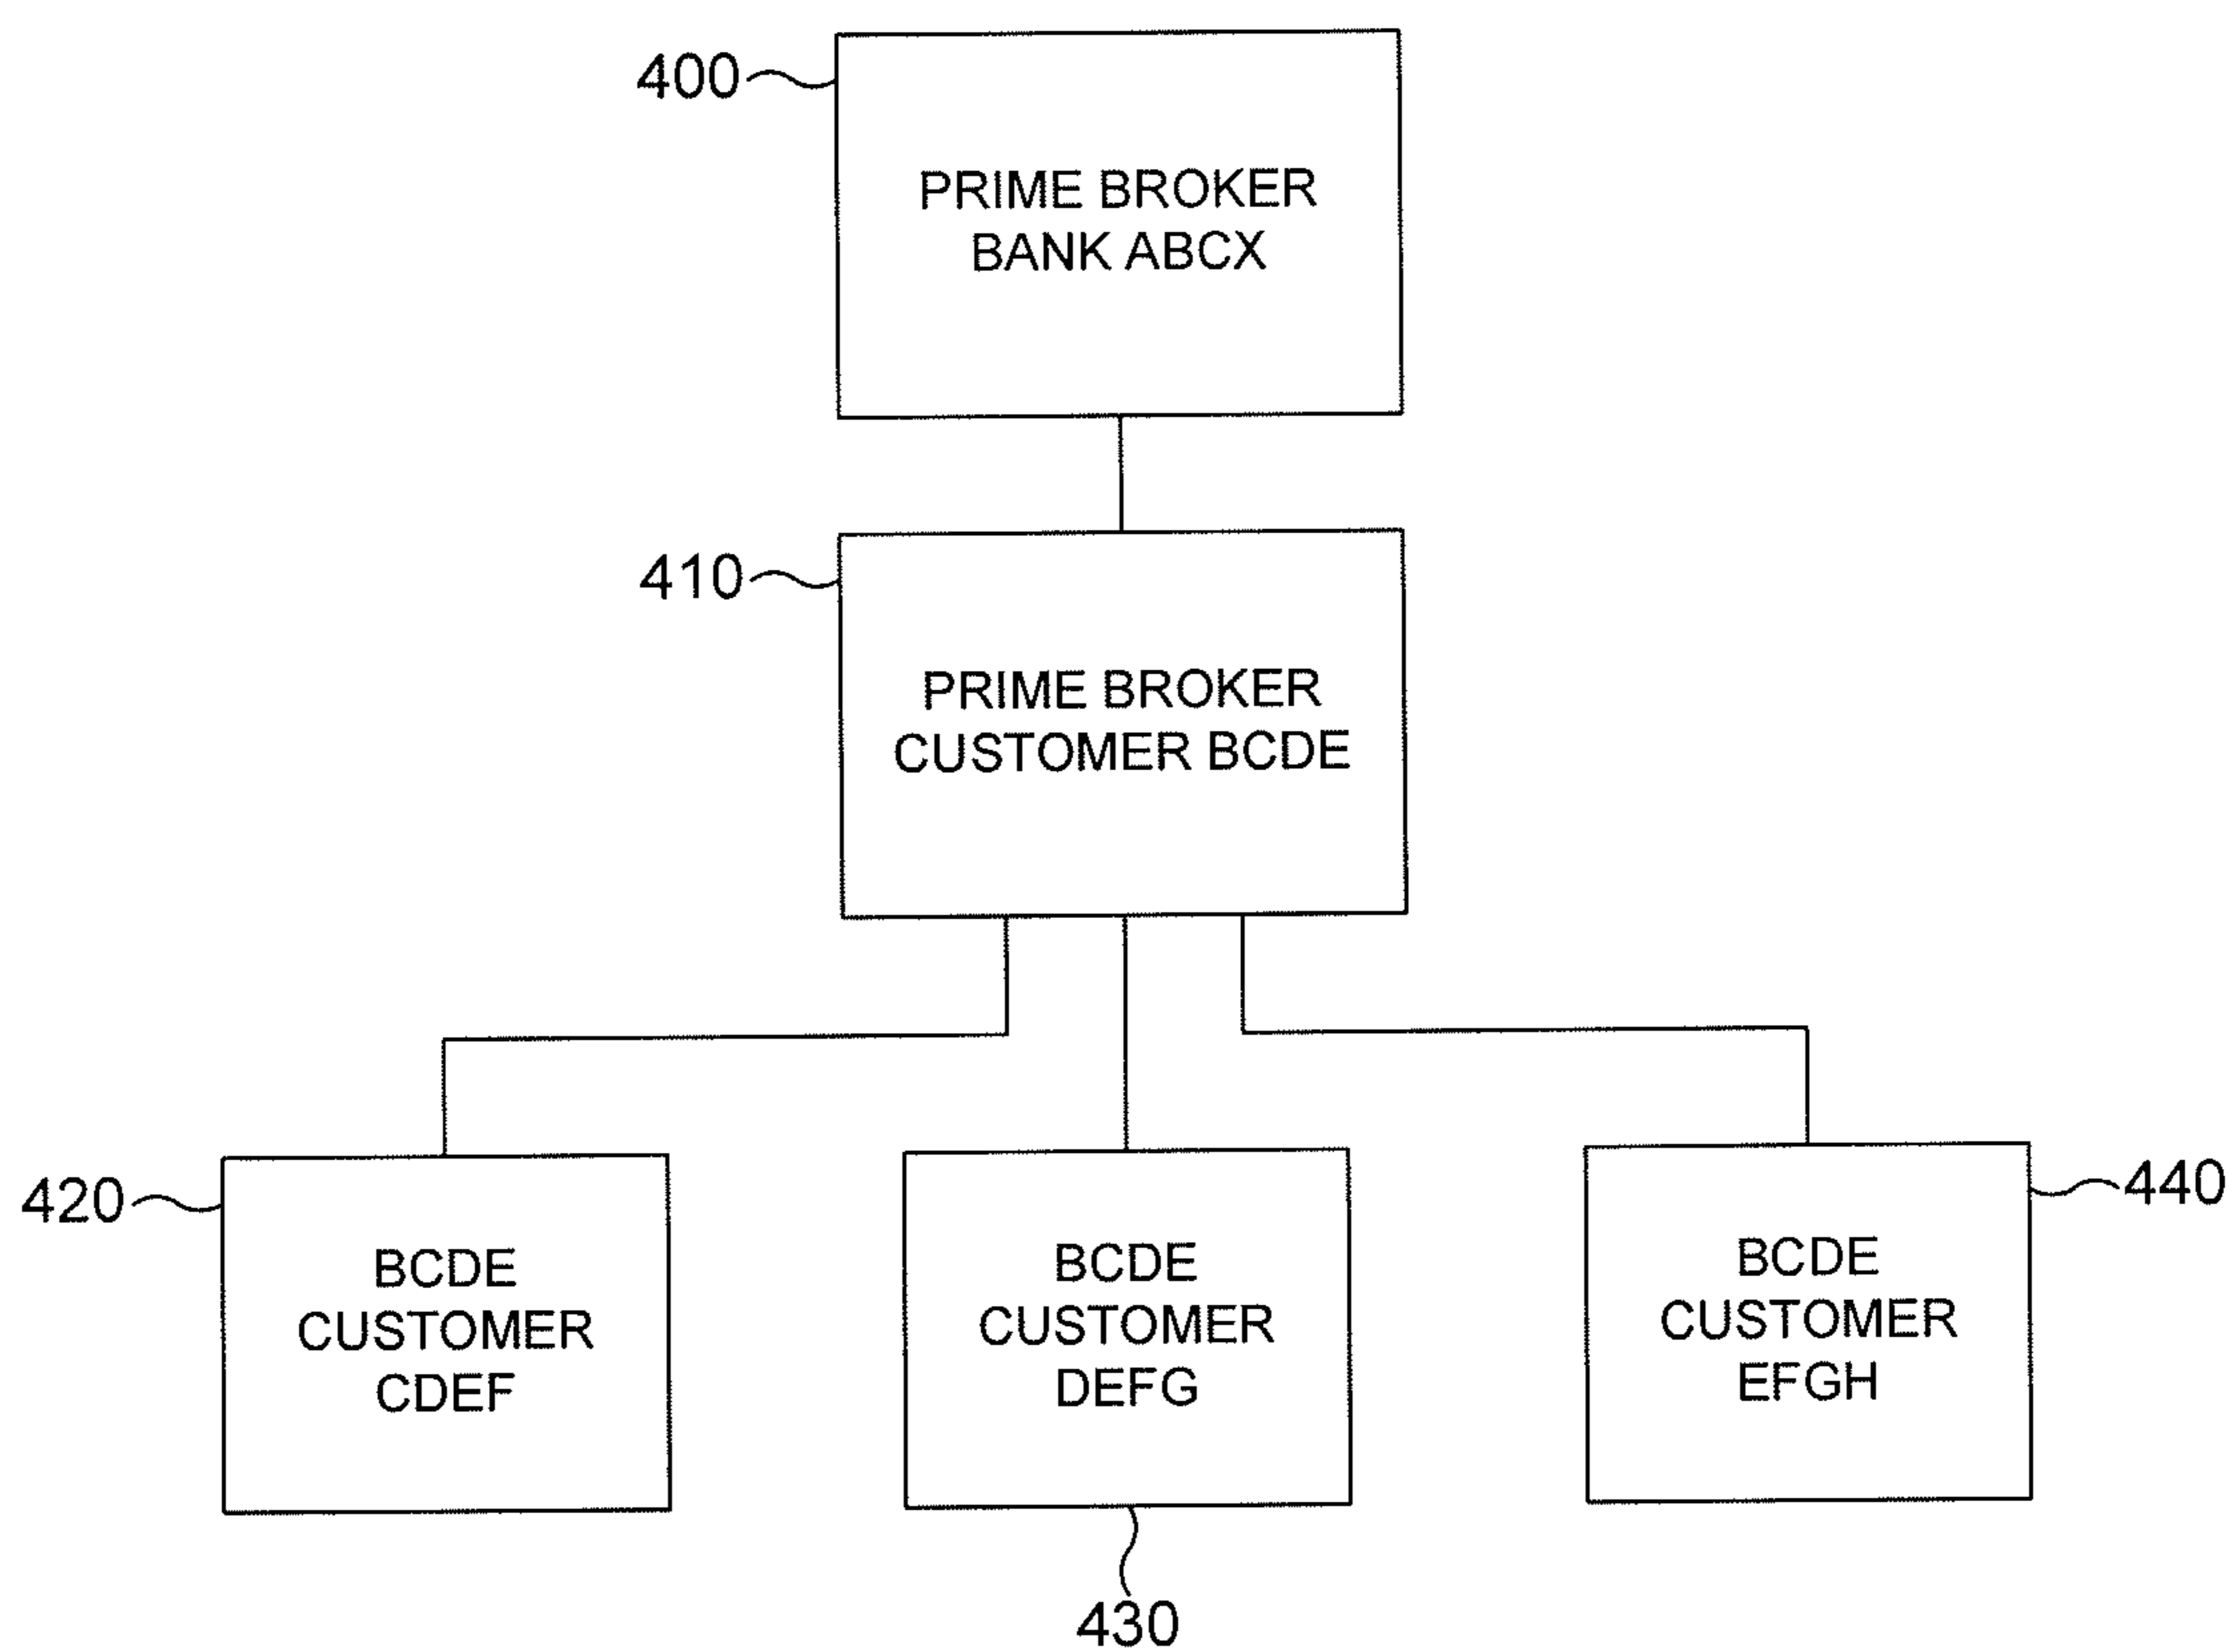 400
PRIME BROKER
BANK ABCX
410
PRIME BROKER
CUSTOMER BCDE
420
BCDE
CUSTOMER
CDEF
BCDE
CUSTOMER
DEFG
430
BCDE
CUSTOMER
EFGH
440